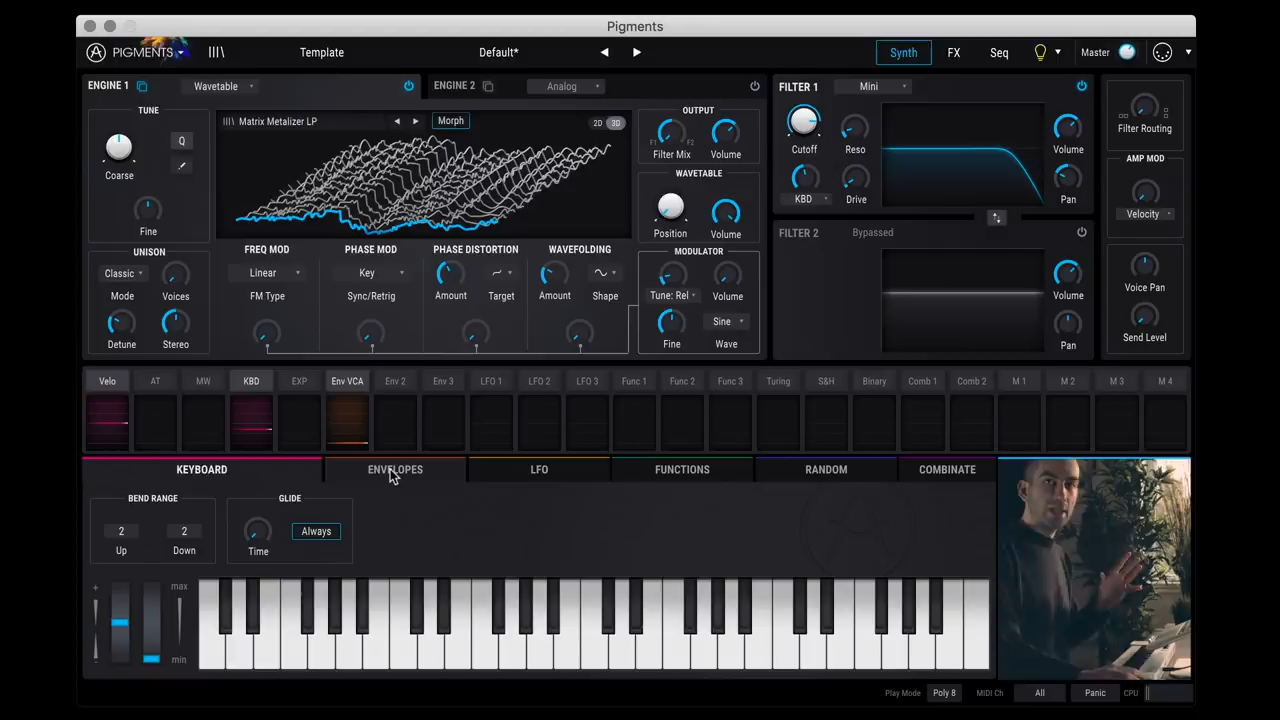 Pigments
PIGMENTS
Template
Default*
Synth
FX
Seq
Master
ENGINE 1
Wavetable
ENGINE 2
Analog
FILTER 1
Mini
TUNE
Coarse
Q
Fine
Matrix Metalizer LP
Morph
2D
3D
OUTPUT
F1
F2
Filter Mix
Volume
WAVETABLE
Position
Volume
Cutoff
Reso
KBD
Drive
Volume
Pan
Filter Routing
AMP MOD
Velocity
FILTER 2
Bypassed
Volume
Pan
Voice Pan
Send Level
UNISON
Classic
Mode
Voices
Detune
Stereo
FREQ MOD
Linear
FM Type
PHASE MOD
Key
Sync/Retrig
PHASE DISTORTION
Amount
Target
WAVEFOLDING
Amount
Shape
MODULATOR
Tune: Rel
Volume
Fine
Sine
Wave
Velo
AT
MW
KBD
EXP
Env VCA
Env 2
Env 3
LFO 1
LFO 2
LFO 3
Func 1
Func 2
Func 3
Turing
S&H
Binary
Comb 1
Comb 2
M 1
M 2
M 3
M 4
KEYBOARD
ENVELOPES
LFO
FUNCTIONS
RANDOM
COMBINATE
BEND RANGE
2
2
Up
Down
GLIDE
Time
Always
+
-
max
min
Play Mode
Poly 8
MIDI Ch
All
Panic
CPU